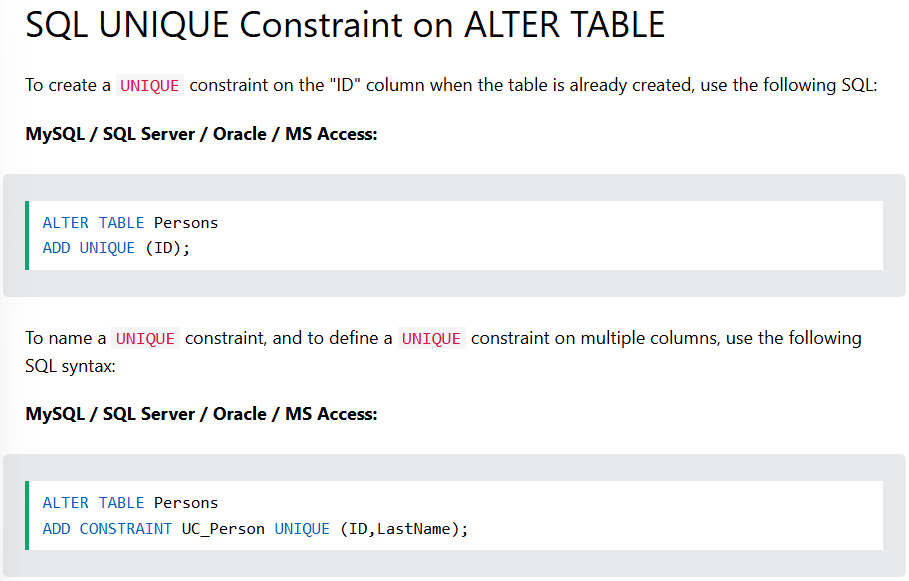 SQL UNIQUE Constraint on ALTER TABLE
To create a UNIQUE constraint on the "ID" column when the table is already created, use the following SQL:
MySQL / SQL Server / Oracle / MS Access:
ALTER TABLE Persons
ADD UNIQUE (ID);
To name a UNIQUE constraint, and to define a UNIQUE constraint on multiple columns, use the following
SQL syntax:
MySQL / SQL Server / Oracle / MS Access:
ALTER TABLE Persons
ADD CONSTRAINT UC_Person UNIQUE (ID,LastName);